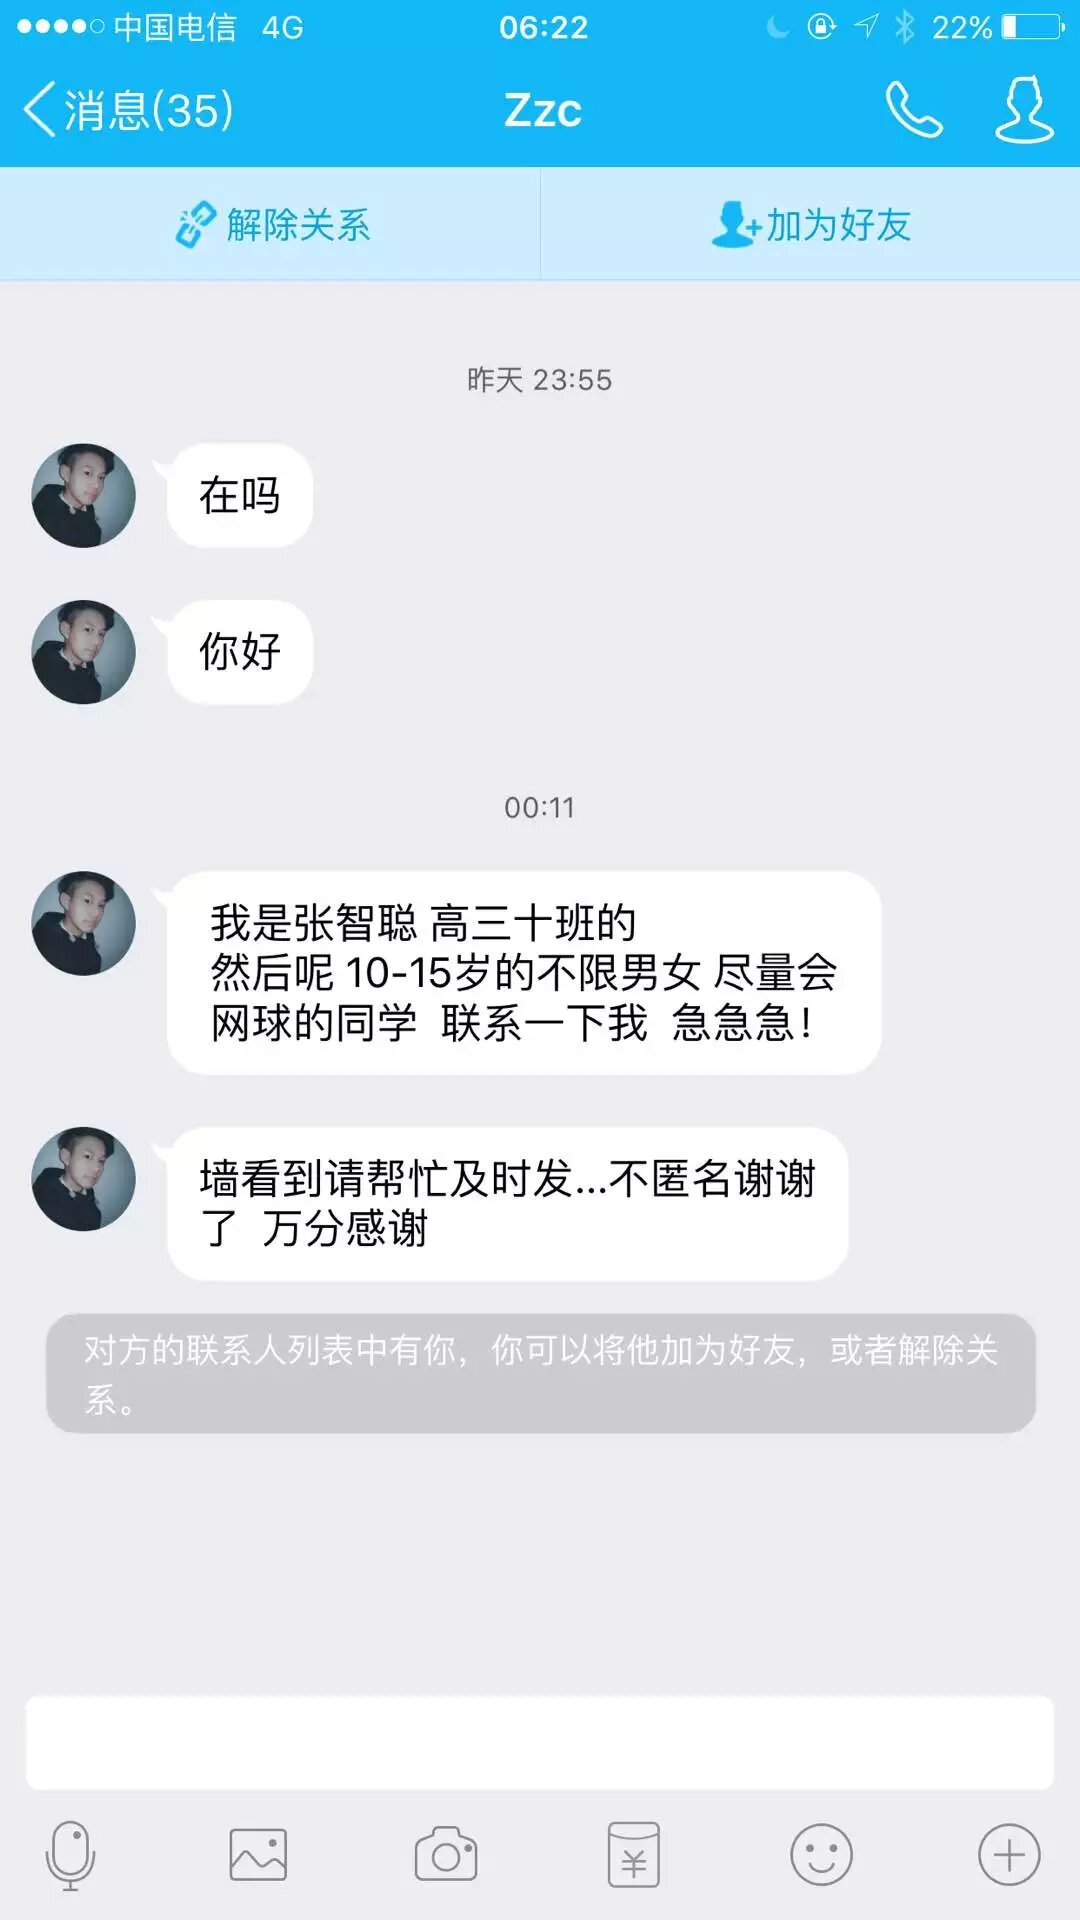 中国电信 4G 06:22 22%
消息(35) Zzc
解除关系 加为好友
昨天 23:55
在吗
你好
00:11
我是张智聪 高三十班的
然后呢 10-15岁的不限男女 尽量会
网球的同学 联系一下我 急急急！
墙看到请帮忙及时发...不匿名谢谢
了 万分感谢
对方的联系人列表中有你，你可以将他加为好友，或者解除关
系。